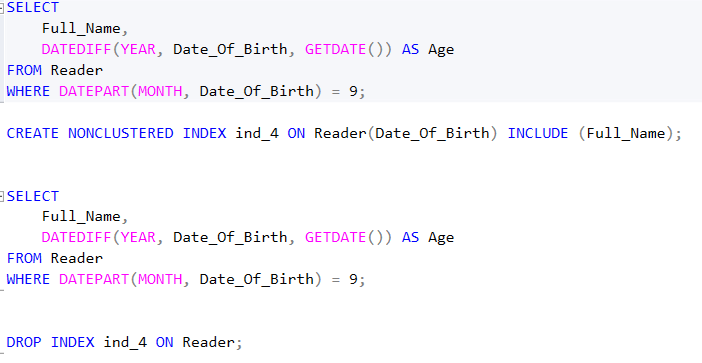 SELECT
Full_Name,
DATEDIFF(YEAR, Date_Of_Birth, GETDATE()) AS Age
FROM Reader
WHERE DATEPART(MONTH, Date_Of_Birth) = 9;
CREATE NONCLUSTERED INDEX ind_4 ON Reader(Date_Of_Birth) INCLUDE (Full_Name);
SELECT
Full_Name,
DATEDIFF(YEAR, Date_Of_Birth, GETDATE()) AS Age
FROM Reader
WHERE DATEPART(MONTH, Date_Of_Birth) = 9;
DROP INDEX ind_4 ON Reader;